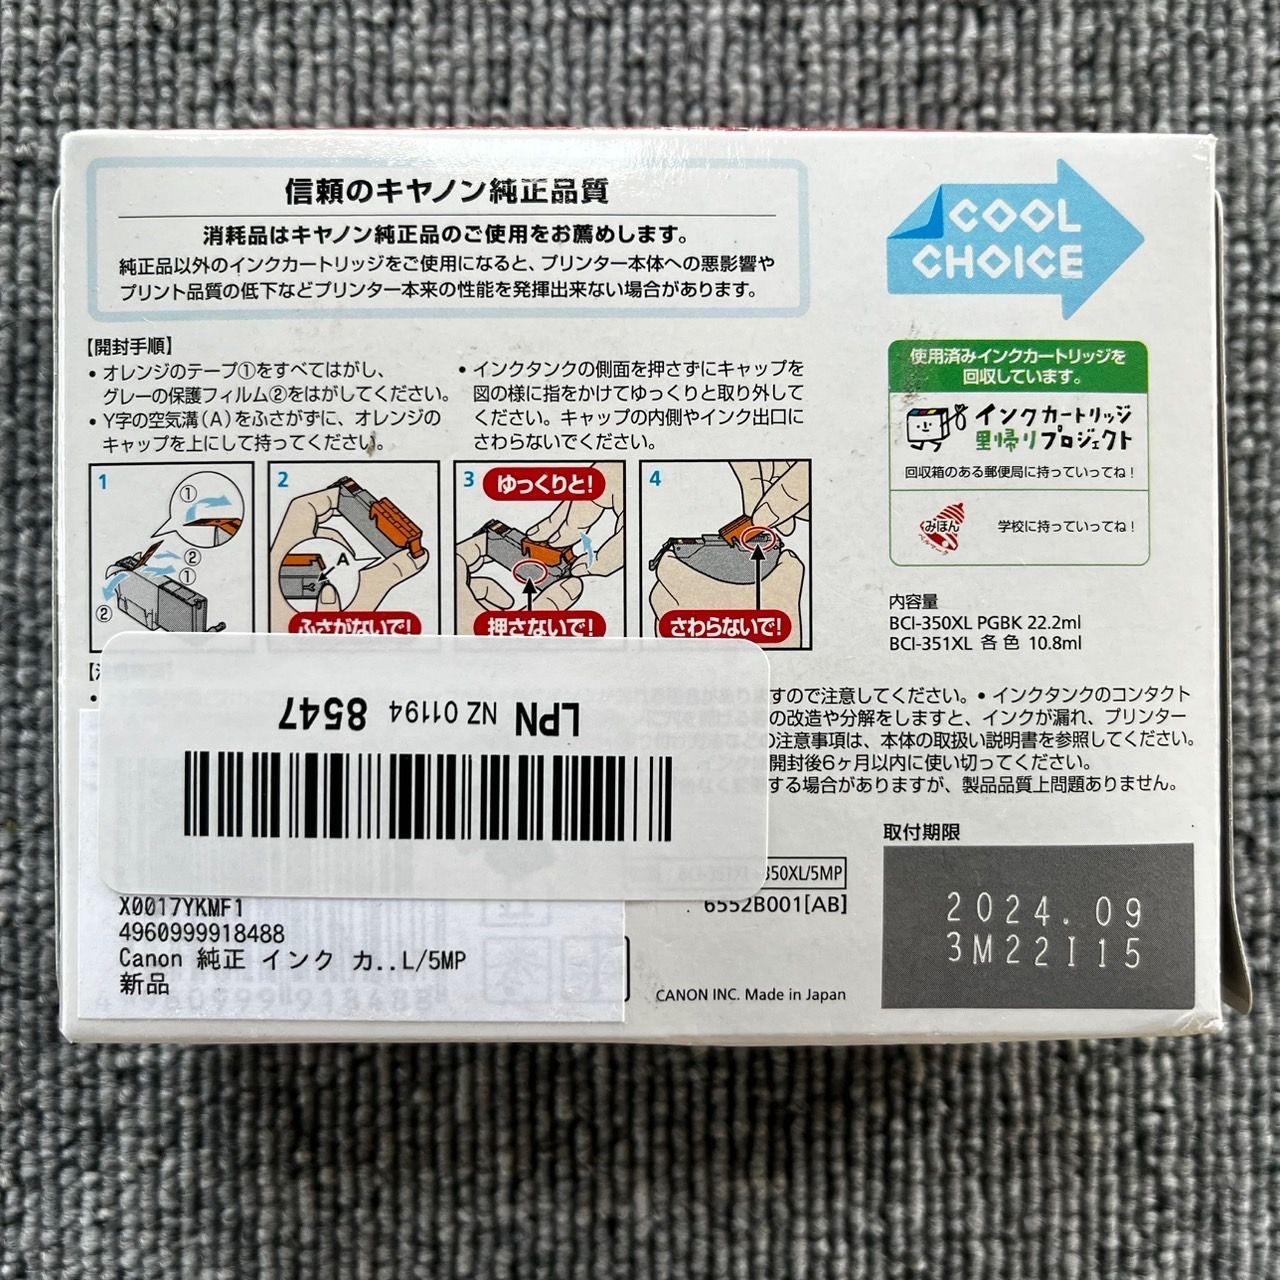 信頼のキヤノン純正品質
消耗品はキヤノン純正品のご使用をお薦めします。
純正品以外のインクカートリッジをご使用になると、プリンター本体への悪影響や
プリント品質の低下などプリンター本来の性能を発揮出来ない場合があります。
COOL
CHOICE
【開封手順】
• オレンジのテープ①をすべてはがし、
グレーの保護フィルム②をはがしてください。
• Y字の空気溝(A)をふさがずに、オレンジの
キャップを上にして持ってください。
• インクタンクの側面を押さずにキャップを
図の様に指をかけてゆっくりと取り外して
ください。キャップの内側やインク出口に
さわらないでください。
1
①
②
①
②
2
A
ふさがないで!
3
ゆっくりと!
押さないで!
4
さわらないで!
使用済みインクカートリッジを
回収しています。
インクカートリッジ
里帰りプロジェクト
回収箱のある郵便局に持っていってね!
みほん
ベルマーク
学校に持っていってね!
内容量
BCI-350XL PGBK 22.2ml
BCI-351XL 各色 10.8ml
すので注意してください。• インクタンクのコンタクト
の改造や分解をしますと、インクが漏れ、プリンター
の注意事項は、本体の取扱い説明書を参照してください。
開封後6ヶ月以内に使い切ってください。
する場合がありますが、製品品質上問題ありません。
LPN NZ 01194 8547
350XL/5MP
6552B001[AB]
CANON INC. Made in Japan
X0017YKMF1
4960999918488
Canon 純正 インク カ..L/5MP
新品
取付期限
2024.09
3M22I15